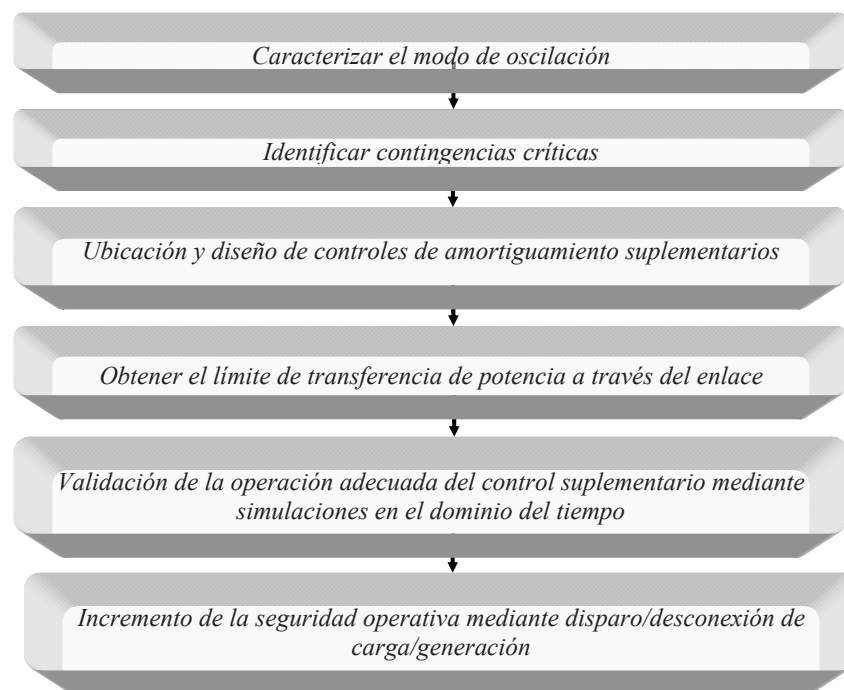 Caracterizar el modo de oscilación
Identificar contingencias críticas
Ubicación y diseño de controles de amortiguamiento suplementarios
Obtener el límite de transferencia de potencia a través del enlace
Validación de la operación adecuada del control suplementario mediante
simulaciones en el dominio del tiempo
Incremento de la seguridad operativa mediante disparo/desconexión de
carga/generación